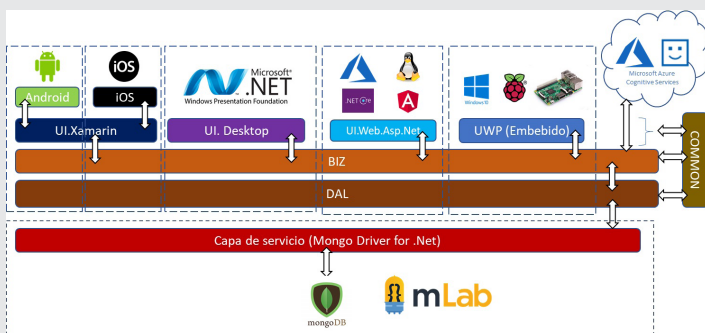 Microsoft Azure
Cognitive Services
iOS
Microsoft®
.NET
Windows Presentation Foundation
.NET Core
A
Windows 10
Android
iOS
UI.Xamarin
UI. Desktop
UI.Web.Asp.Net
UWP (Embebido)
BIZ
COMMON
DAL
Capa de servicio (Mongo Driver for .Net)
mongoDB
mLab